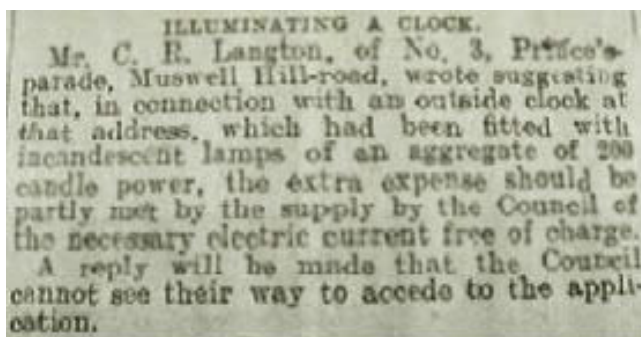 ILLUMINATING A CLOCK.
Mr. C. R. Langton, of No. 3, Prince's-
parade, Muswell Hill-road, wrote suggesting
that, in connection with an outside clock at
that address, which had been fitted with
incandescent lamps of an aggregate of 200
candle power, the extra expense should be
partly met by the supply by the Council of
the necessary electric current free of charge.
A reply will be made that the Council
cannot see their way to accede to the appli-
cation.